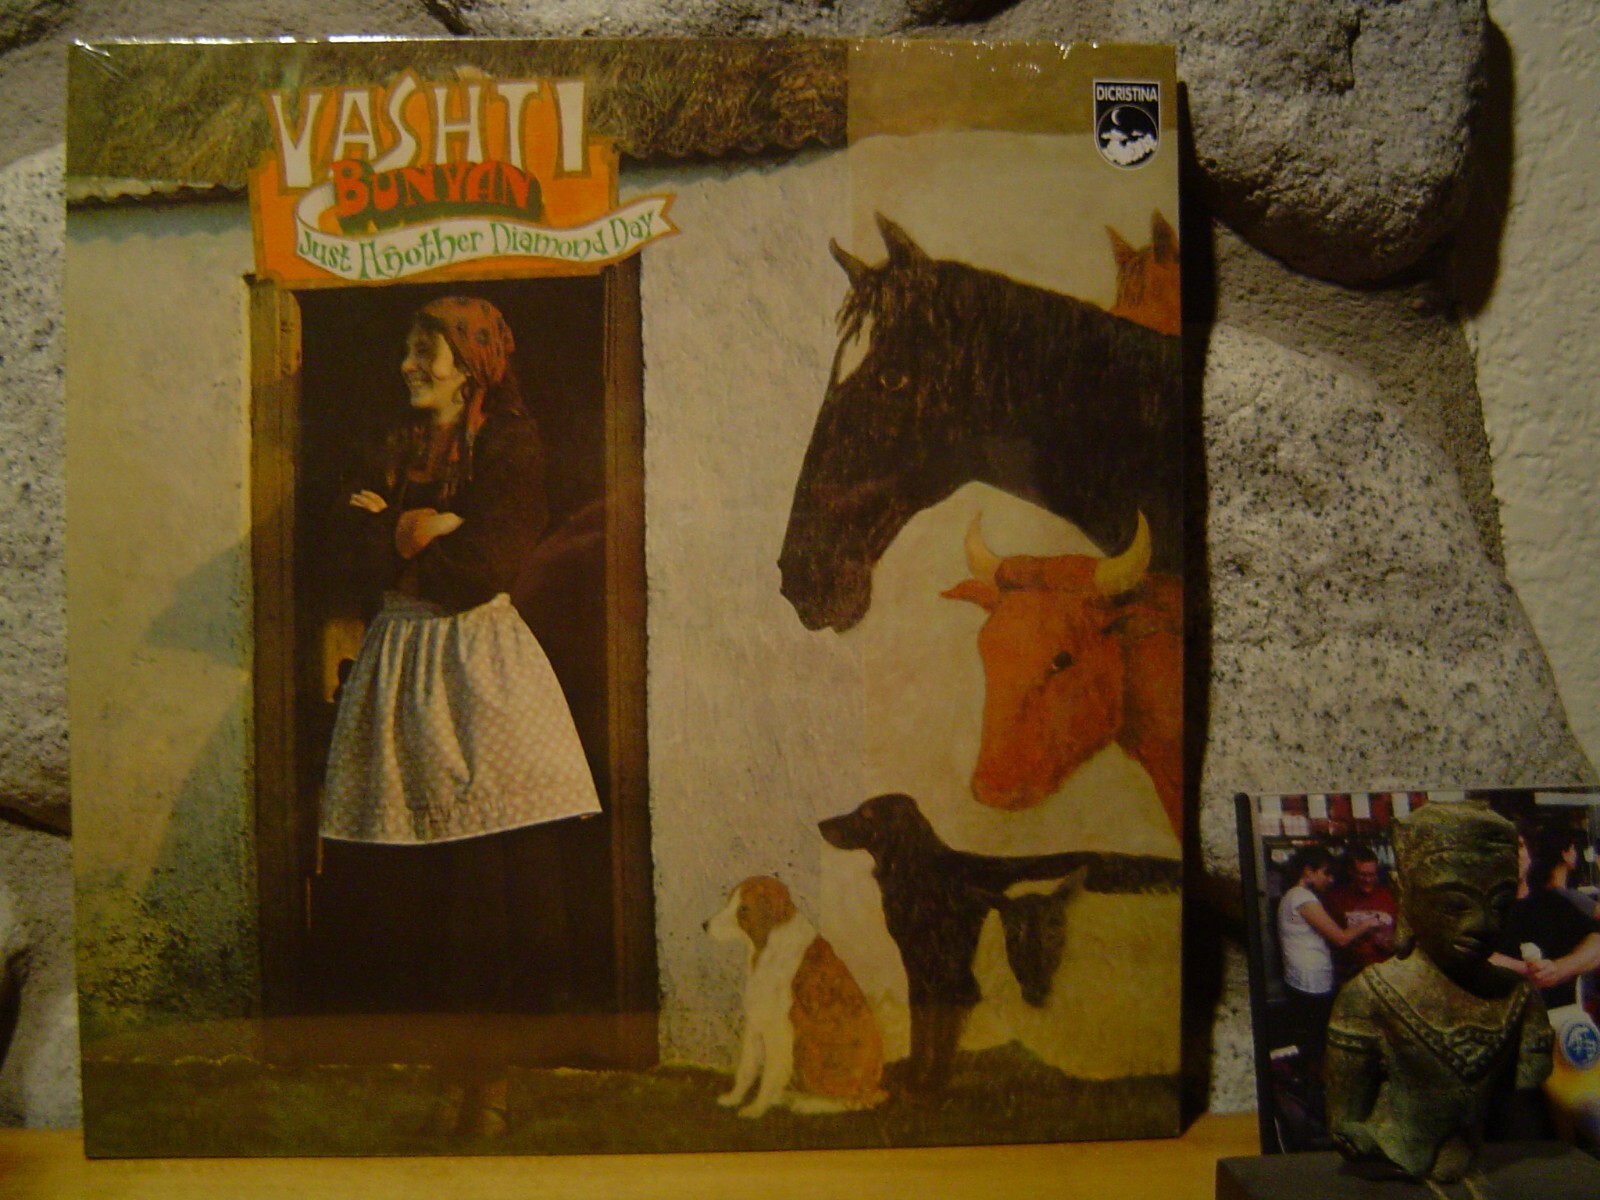 VASHTI
BUNYAN
Just Another Diamond Day
DICRISTINA